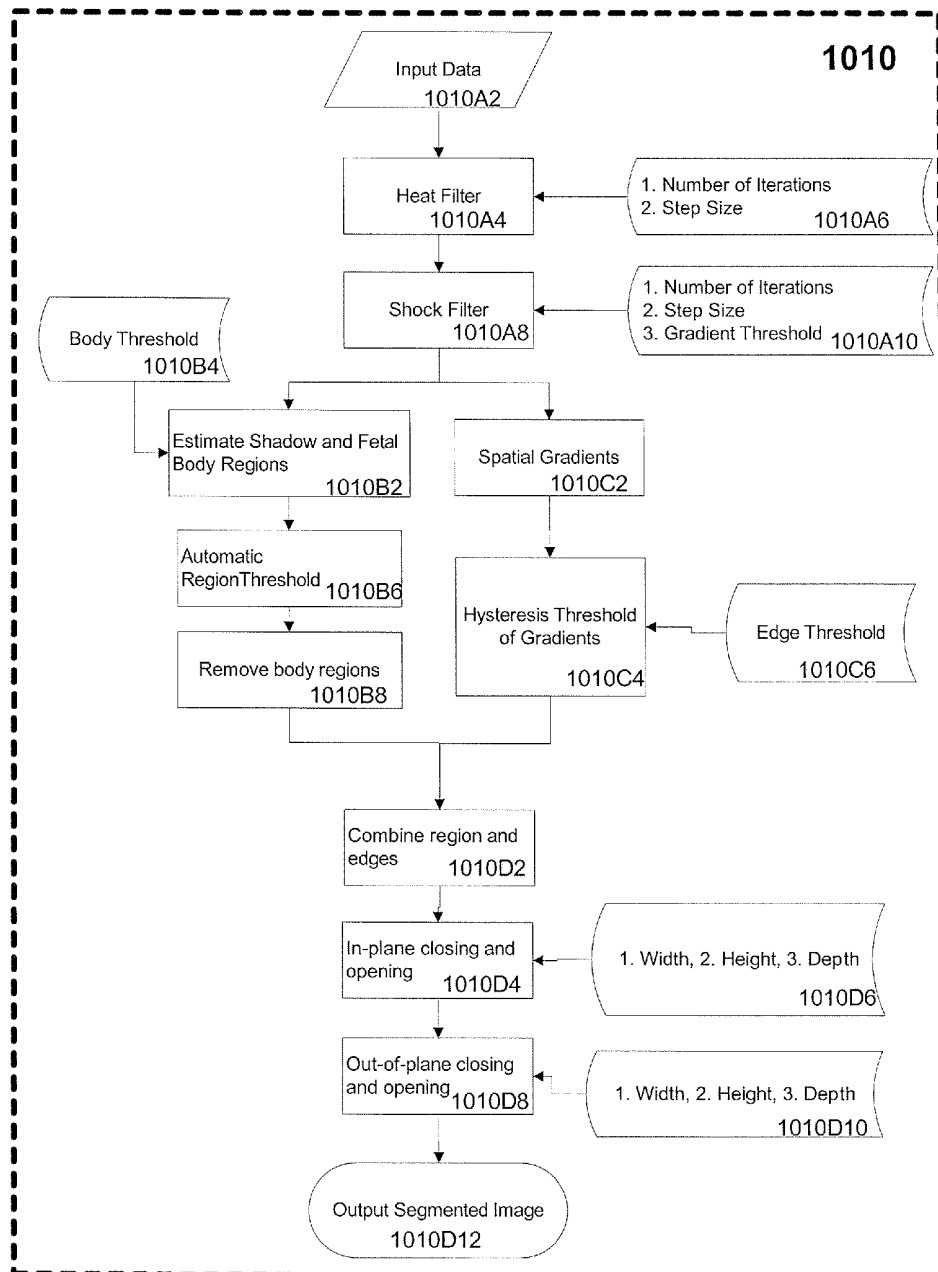 1010
Input Data
1010A2
Heat Filter
1010A4
1. Number of Iterations
2. Step Size
1010A6
Shock Filter
1010A8
1. Number of Iterations
2. Step Size
3. Gradient Threshold
1010A10
Body Threshold
1010B4
Estimate Shadow and Fetal
Body Regions
1010B2
Spatial Gradients
1010C2
Automatic
RegionThreshold
1010B6
Hysteresis Threshold
of Gradients
1010C4
Edge Threshold
1010C6
Remove body regions
1010B8
Combine region and
edges
1010D2
In-plane closing and
opening
1010D4
1. Width, 2. Height, 3. Depth
1010D6
Out-of-plane closing
and opening
1010D8
1. Width, 2. Height, 3. Depth
1010D10
Output Segmented Image
1010D12